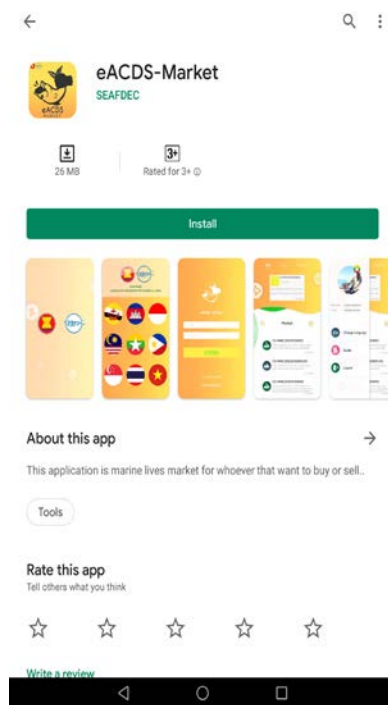 eACDS-Market
SEAFDEC
eACDS
MARKET
26 MB
3+
Rated for 3+
Install
About this app
This application is marine lives market for whoever that want to buy or sell..
Tools
Rate this app
Tell others what you think
Write a review